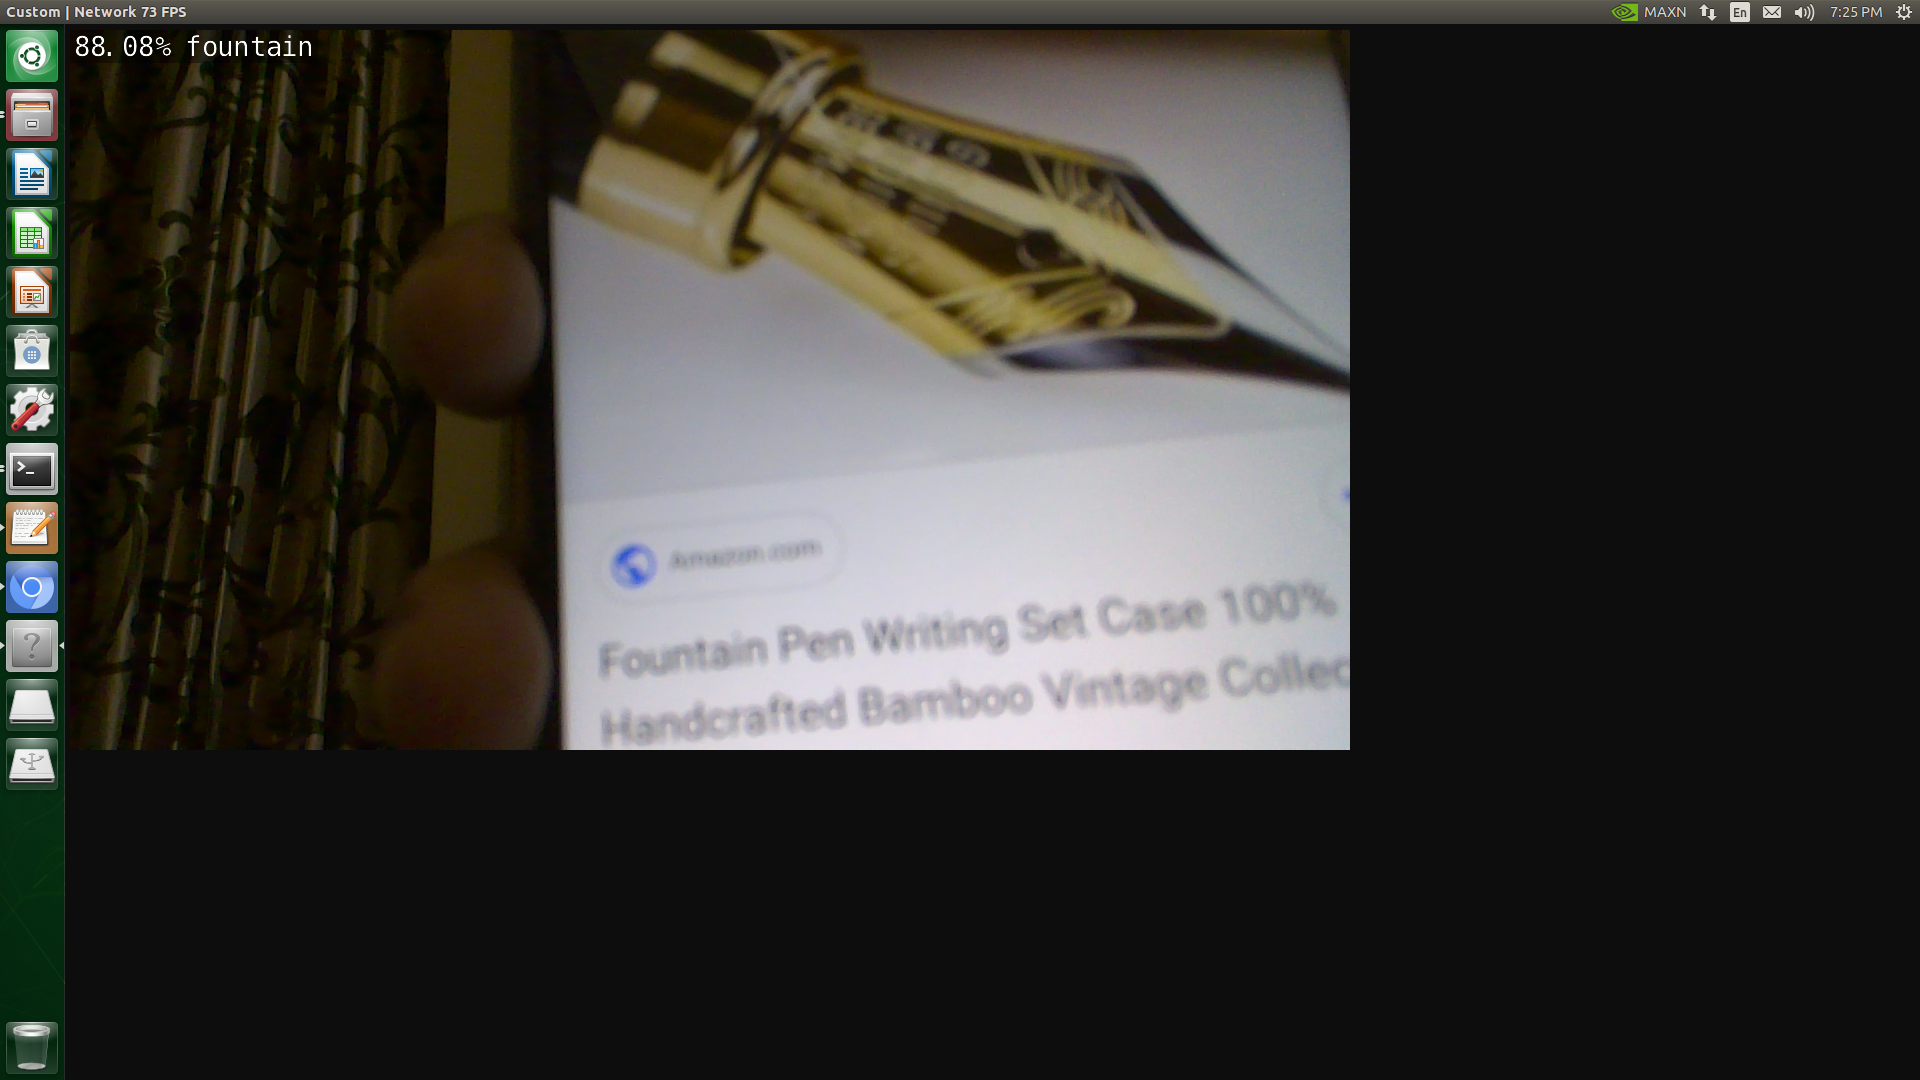 Custom | Network 73 FPS
MAXN
En
7:25 PM
88.08% fountain
Amazon.com
Fountain Pen Writing Set Case 100%
Handcrafted Bamboo Vintage Collec